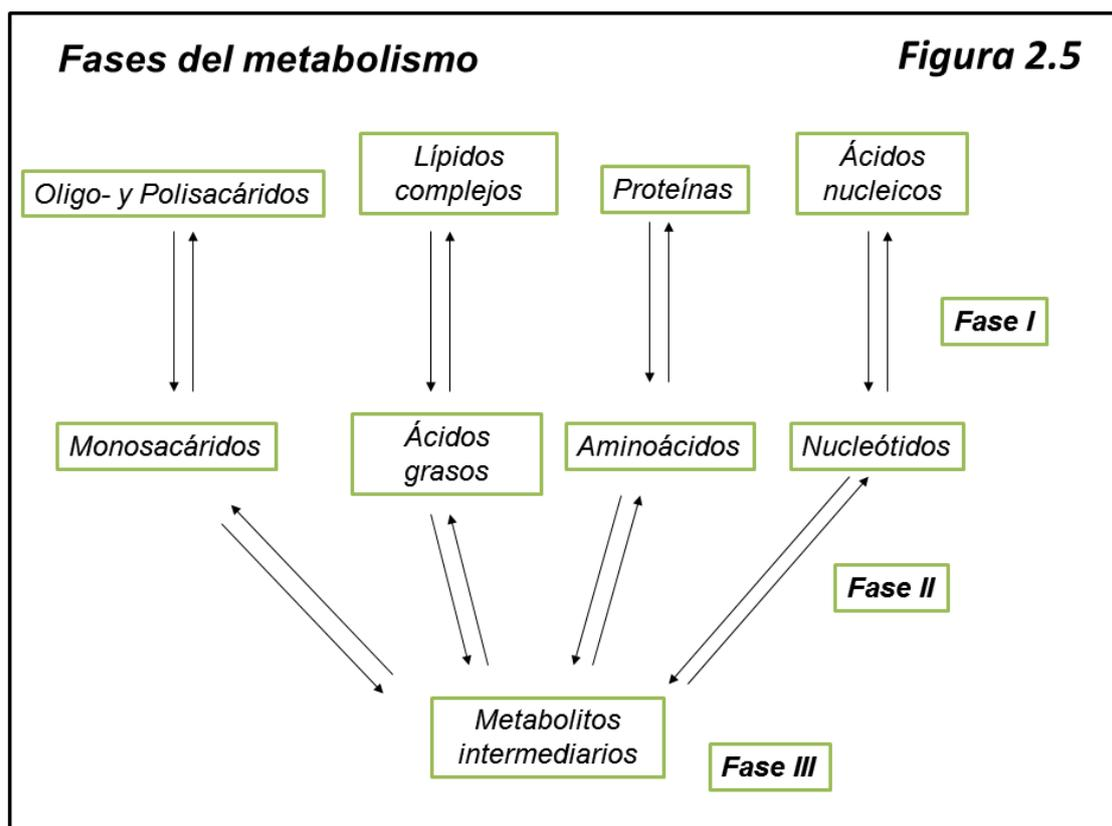 Fases del metabolismo
Figura 2.5
Oligo- y Polisacáridos
Lípidos
complejos
Proteínas
Ácidos
nucleicos
Fase I
Monosacáridos
Ácidos
grasos
Aminoácidos
Nucleótidos
Fase II
Metabolitos
intermediarios
Fase III